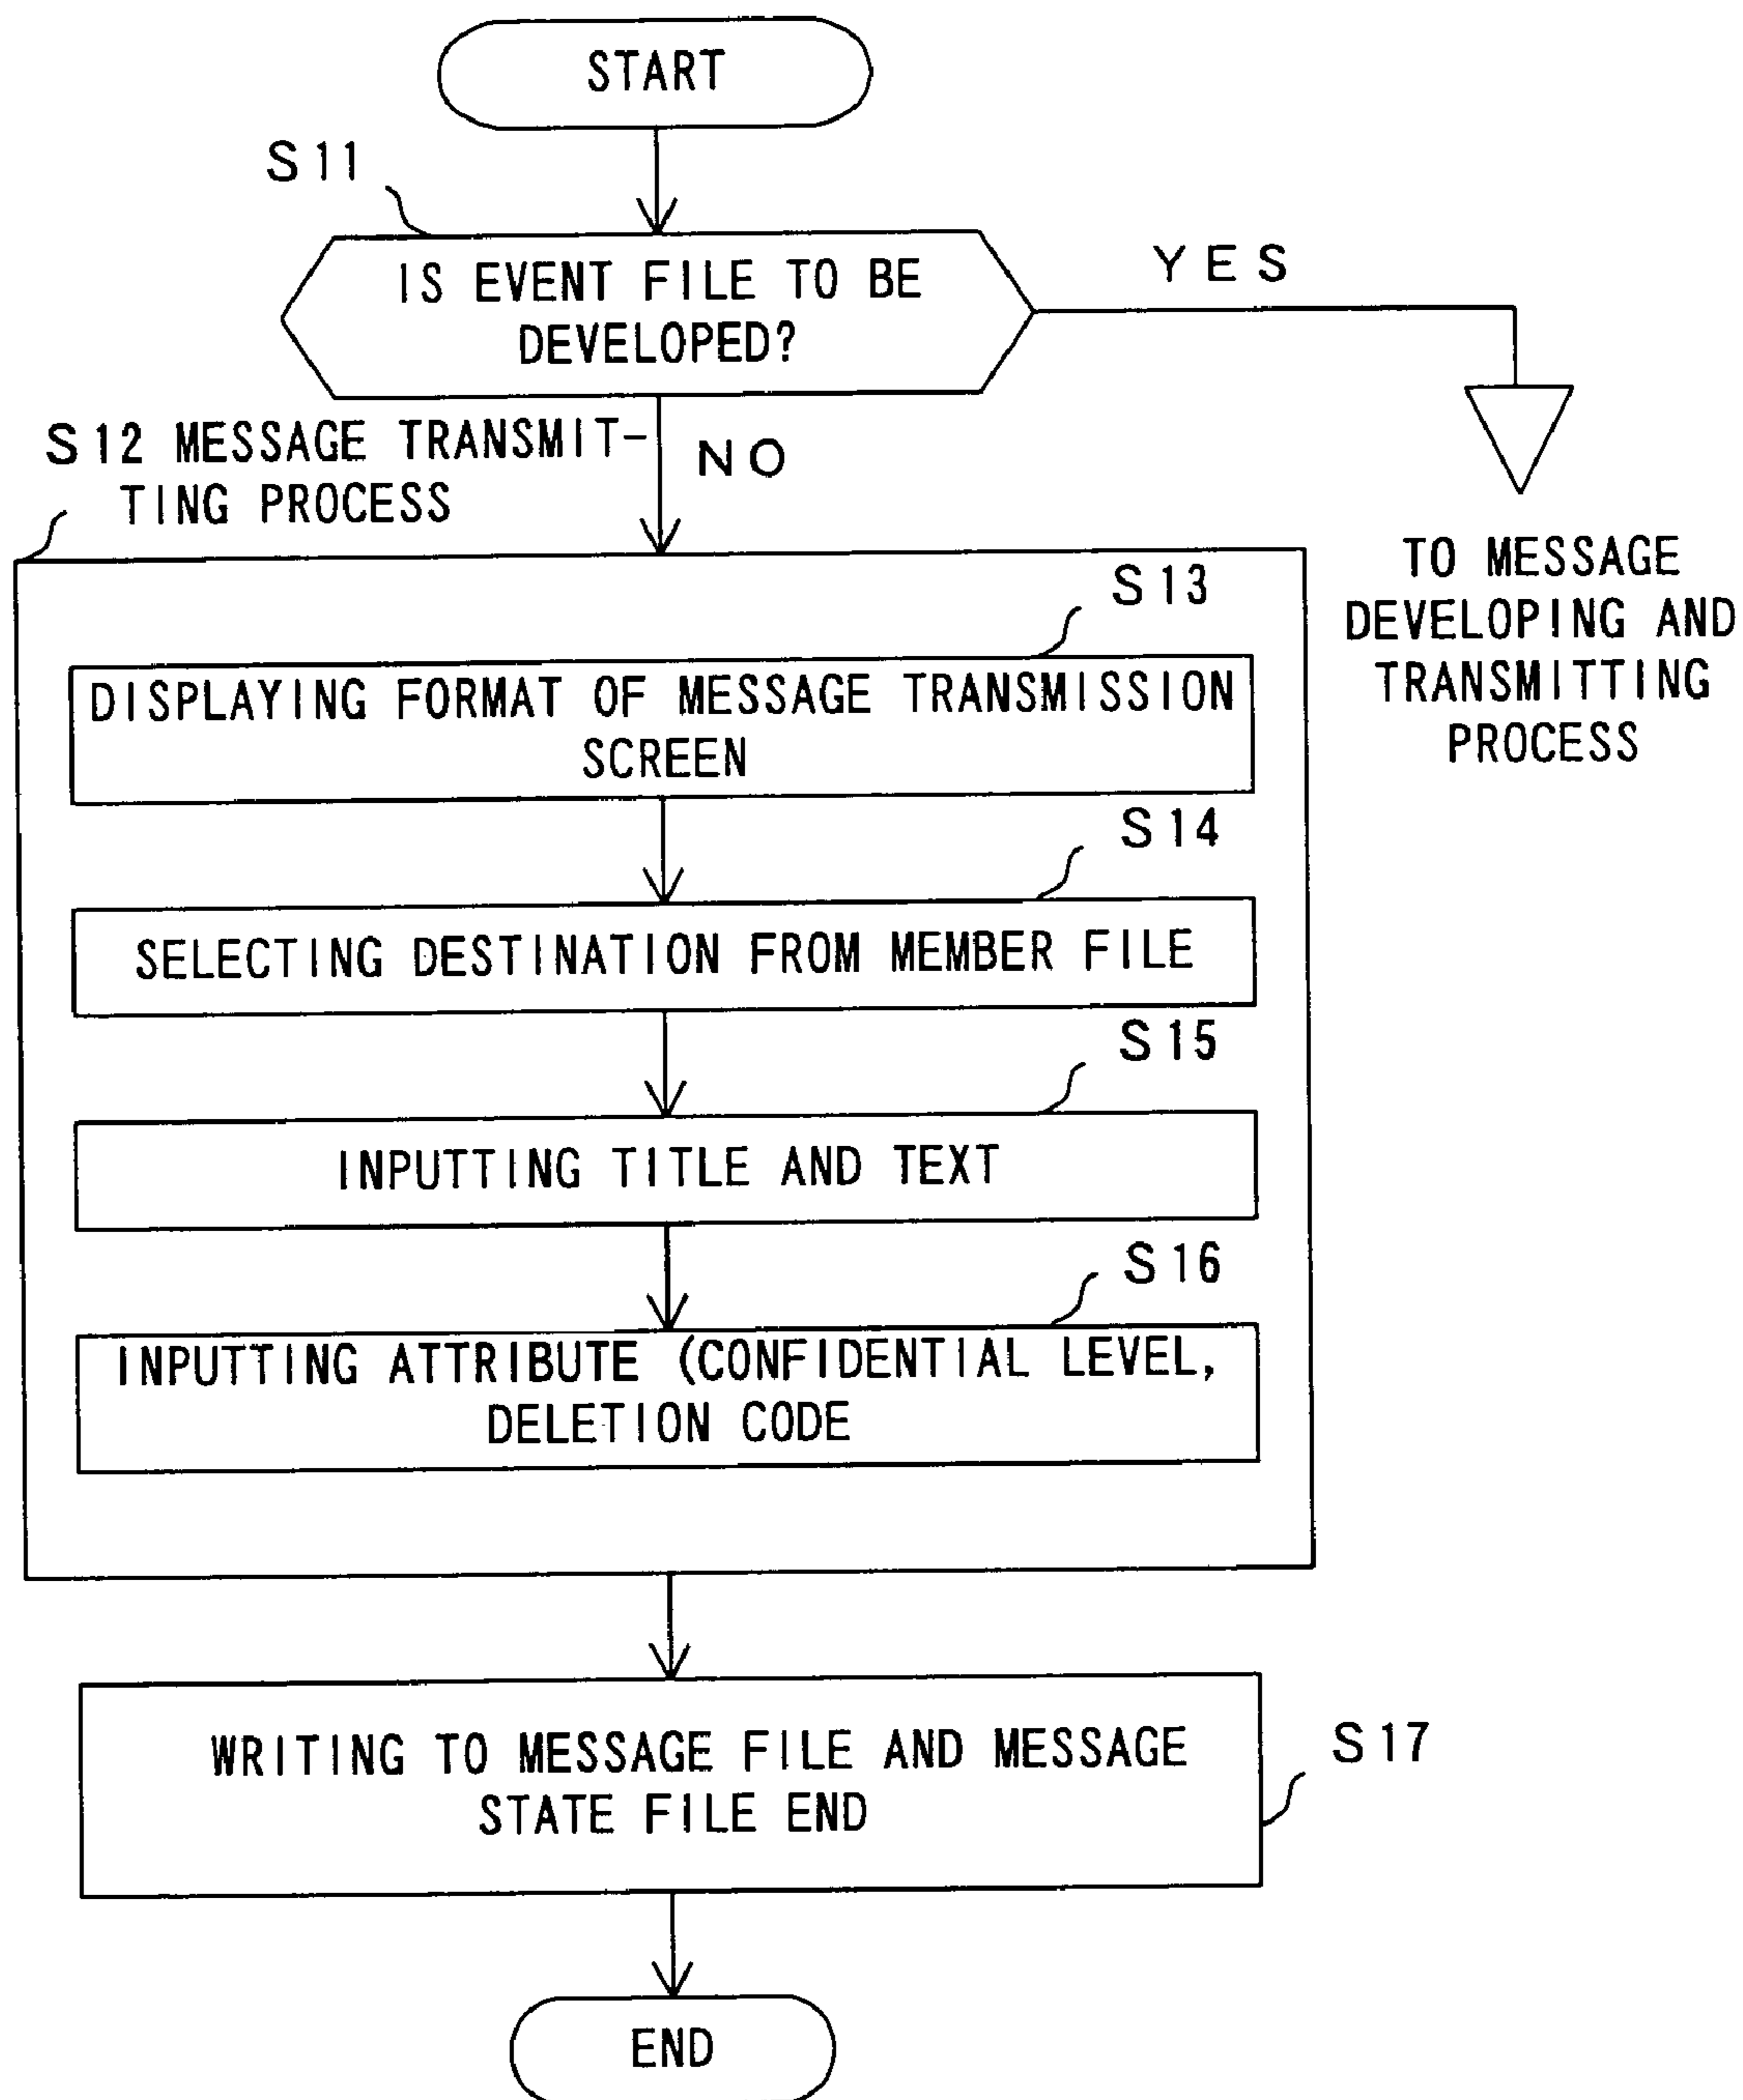 START
S11
IS EVENT FILE TO BE
DEVELOPED?
YES
S12 MESSAGE TRANSMIT-
TING PROCESS
NO
TO MESSAGE
DEVELOPING AND
TRANSMITTING
PROCESS
S13
DISPLAYING FORMAT OF MESSAGE TRANSMISSION
SCREEN
S14
SELECTING DESTINATION FROM MEMBER FILE
S15
INPUTTING TITLE AND TEXT
S16
INPUTTING ATTRIBUTE (CONFIDENTIAL LEVEL,
DELETION CODE
WRITING TO MESSAGE FILE AND MESSAGE
STATE FILE END
S17
END